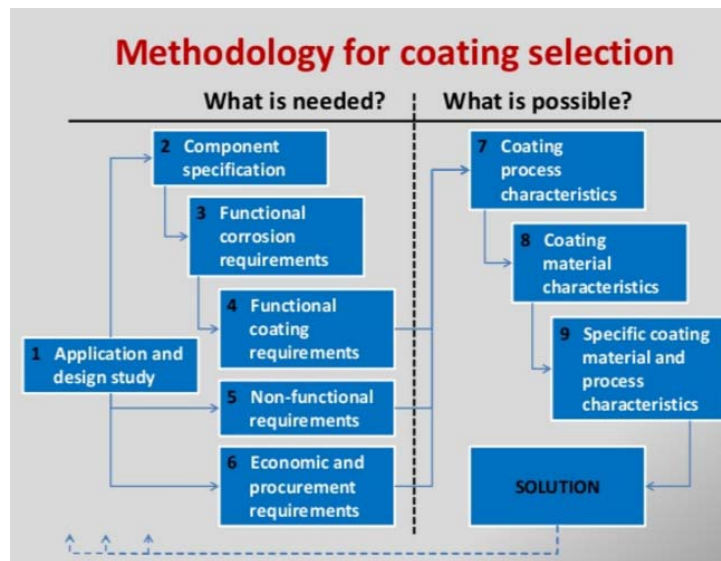 Methodology for coating selection
What is needed?
What is possible?
2 Component
specification
3 Functional
corrosion
requirements
4 Functional
coating
requirements
1 Application and
design study
5 Non-functional
requirements
6 Economic and
procurement
requirements
7 Coating
process
characteristics
8 Coating
material
characteristics
9 Specific coating
material and
process
characteristics
SOLUTION